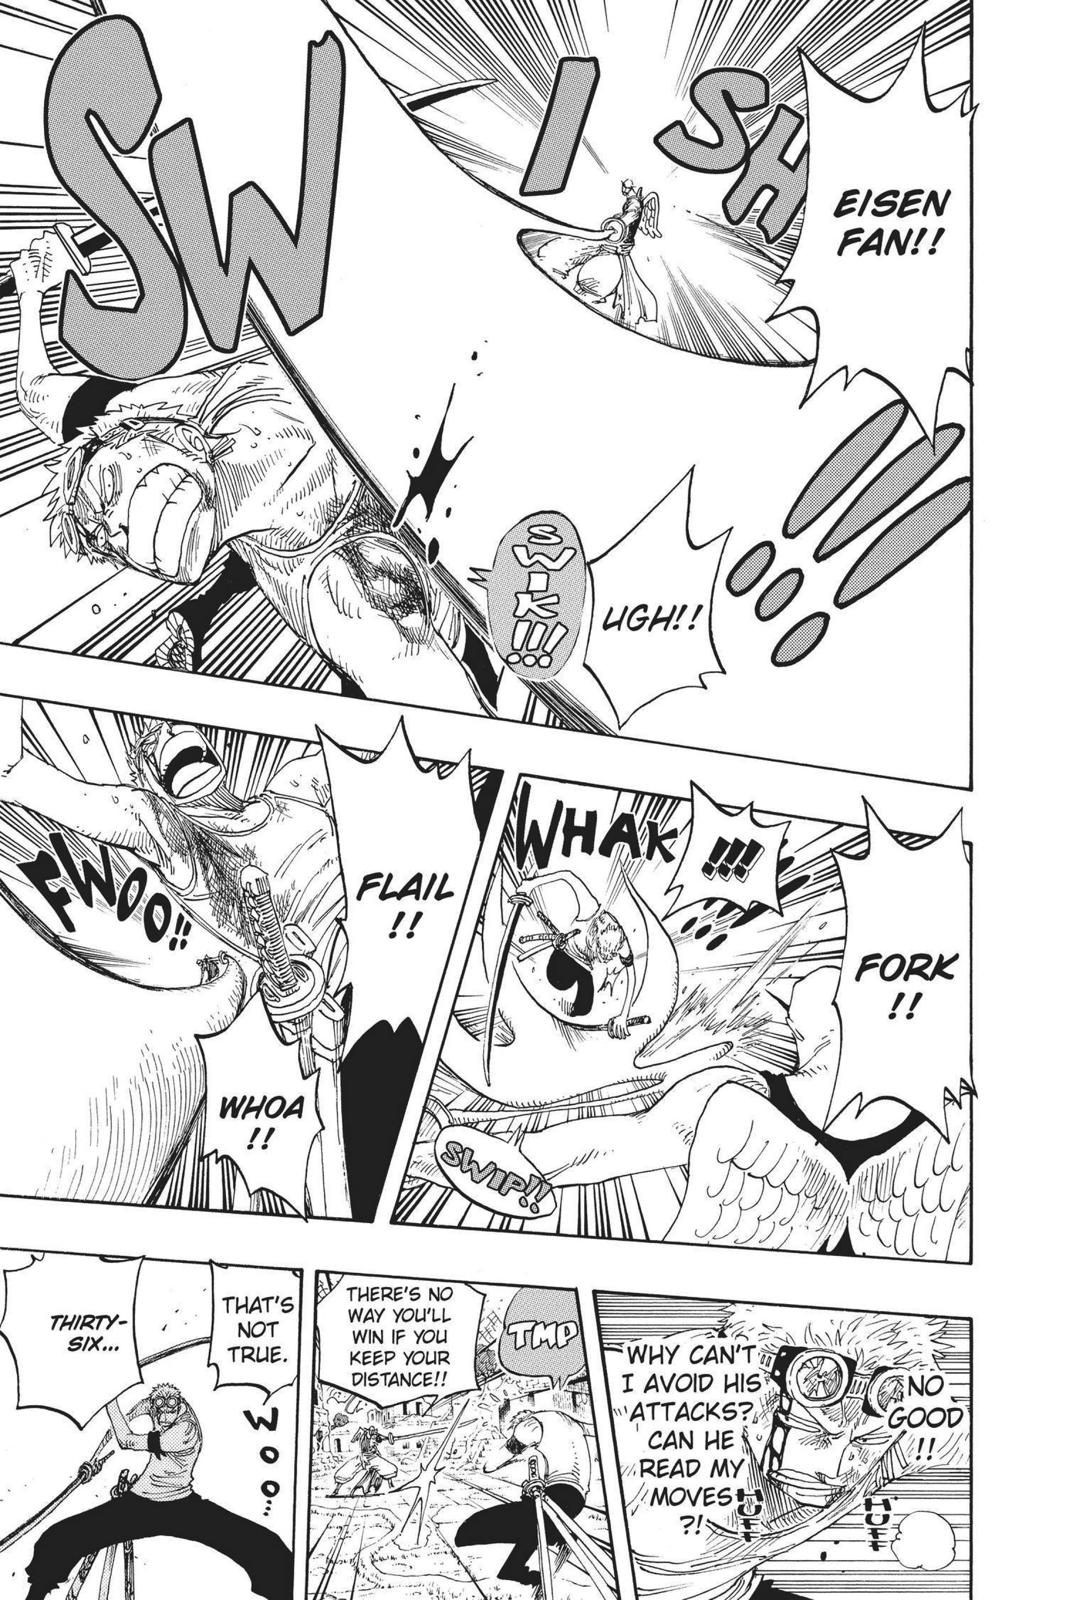 EISEN
FAN!!
SWISH
!!!
UGH!!
SWIK!!!
FORK
!!
!!!
WHAK
!!!
SWIP!!
FLAIL
!!
FWOO!!
WHOA
!!
NO
GOOD
!!
WHY CAN'T
I AVOID HIS
ATTACKS?
CAN HE
READ MY
MOVES
?!
HUFF
HUFF
TMP
THERE'S NO
WAY YOU'LL
WIN IF YOU
KEEP YOUR
DISTANCE!!
THAT'S
NOT
TRUE.
WOO...
THIRTY-
SIX...